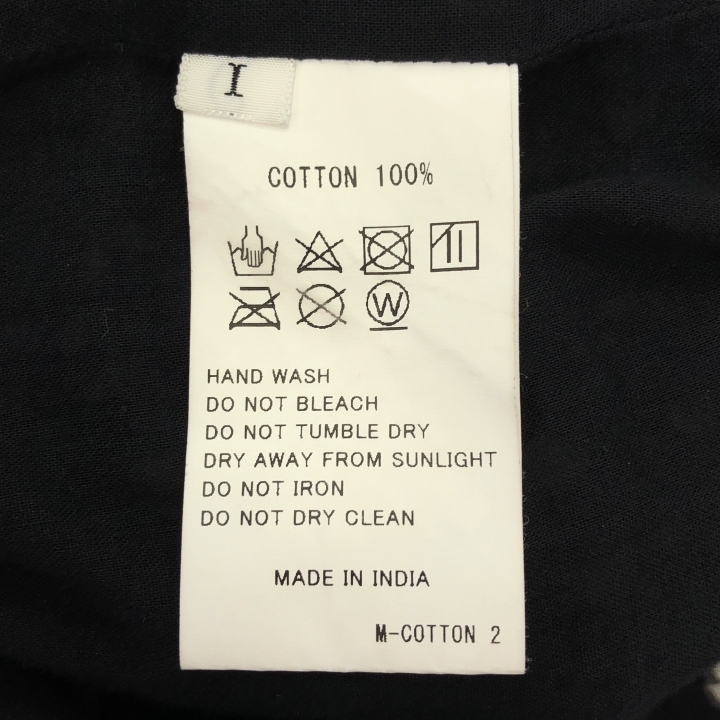 I
COTTON 100%
W
HAND WASH
DO NOT BLEACH
DO NOT TUMBLE DRY
DRY AWAY FROM SUNLIGHT
DO NOT IRON
DO NOT DRY CLEAN
MADE IN INDIA
M-COTTON 2